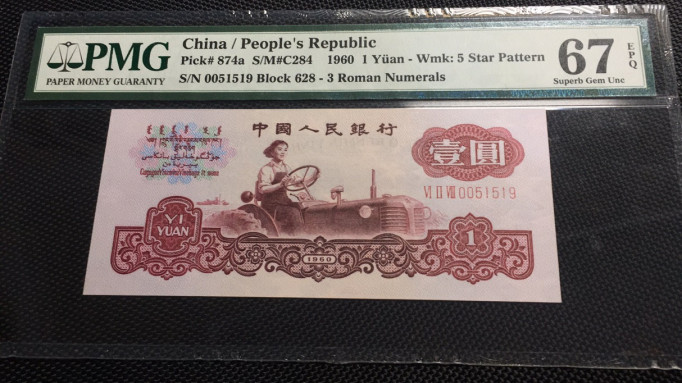 PMG
PAPER MONEY GUARANTY
China / People's Republic
Pick# 874a S/M#C284 1960 1 Yüan - Wmk: 5 Star Pattern
S/N 0051519 Block 628 - 3 Roman Numerals
67
EPQ
Superb Gem Unc
中國人民銀行
壹圓
VI II VIII 0051519
YI
YUAN
1960
1